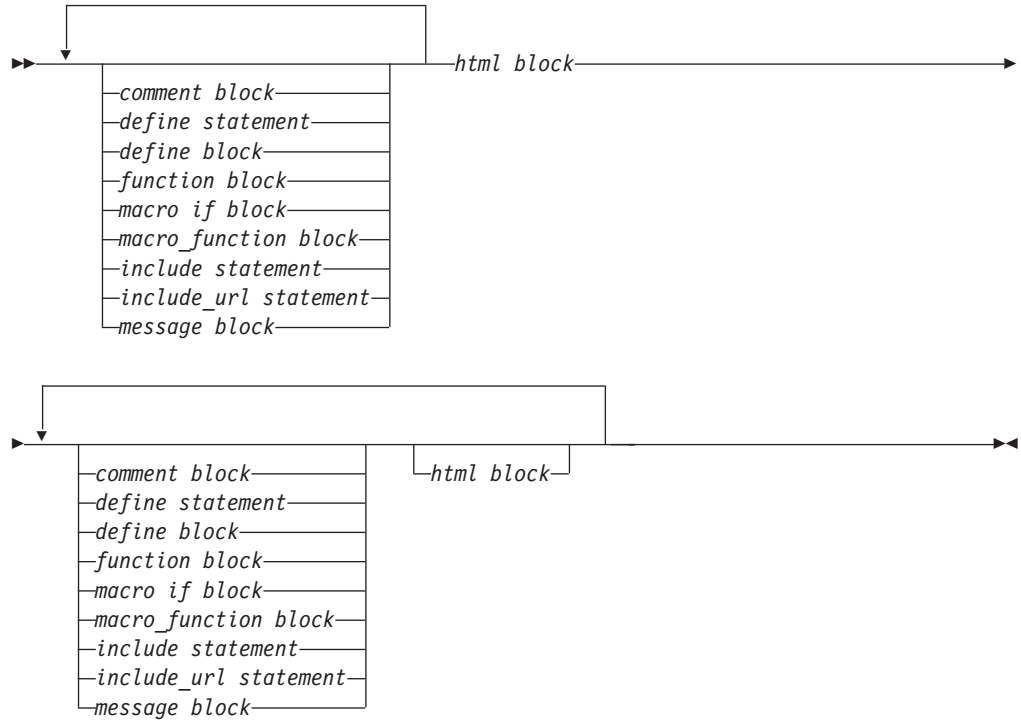 html block
comment block
define statement
define block
function block
macro if block
macro_function block
include statement
include_url statement
message block
comment block
html block
define statement
define block
function block
macro if block
macro_function block
include statement
include_url statement
message block